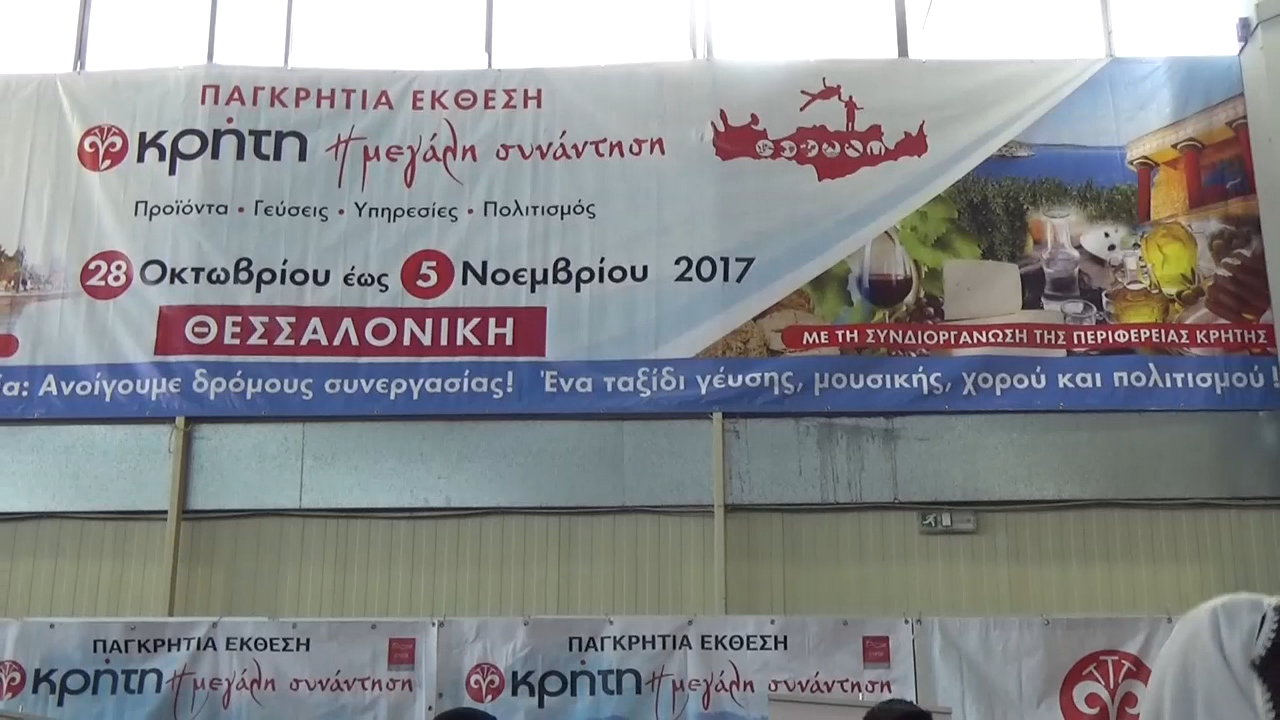 ΠΑΓΚΡΗΤΙΑ ΕΚΘΕΣΗ
κρήτη η μεγάλη συνάντηση
Προϊόντα • Γεύσεις • Υπηρεσίες • Πολιτισμός
28 Οκτωβρίου έως 5 Νοεμβρίου 2017
ΘΕΣΣΑΛΟΝΙΚΗ
ΜΕ ΤΗ ΣΥΝΔΙΟΡΓΑΝΩΣΗ ΤΗΣ ΠΕΡΙΦΕΡΕΙΑΣ ΚΡΗΤΗΣ
α: Ανοίγουμε δρόμους συνεργασίας! Ένα ταξίδι γέυσης, μουσικής, χορού και πολιτισμού !
ΠΑΓΚΡΗΤΙΑ ΕΚΘΕΣΗ
κρήτη η μεγάλη συνάντηση
ΠΑΓΚΡΗΤΙΑ ΕΚΘΕΣΗ
κρήτη η μεγάλη συνάντηση